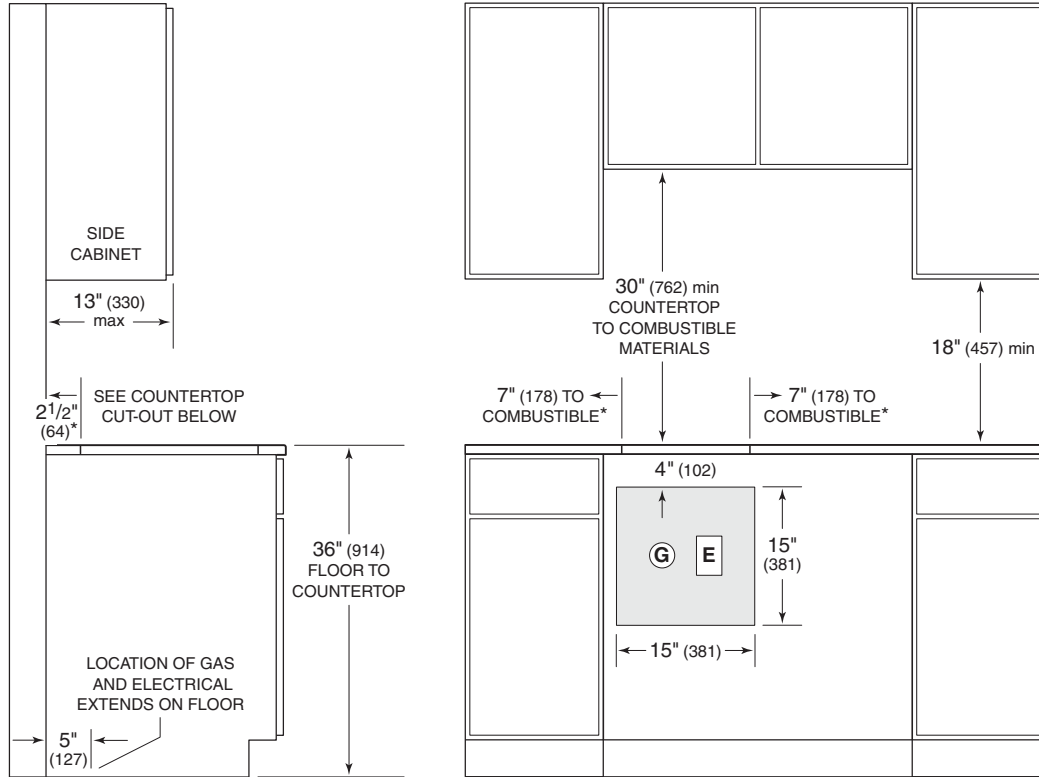 SIDE
CABINET
13" (330)
max
2 1/2"
(64)*
SEE COUNTERTOP
CUT-OUT BELOW
36" (914)
FLOOR TO
COUNTERTOP
LOCATION OF GAS
AND ELECTRICAL
EXTENDS ON FLOOR
5"
(127)
30" (762) min
COUNTERTOP
TO COMBUSTIBLE
MATERIALS
18" (457) min
7" (178) TO
COMBUSTIBLE*
7" (178) TO
COMBUSTIBLE*
4" (102)
G
E
15"
(381)
15" (381)